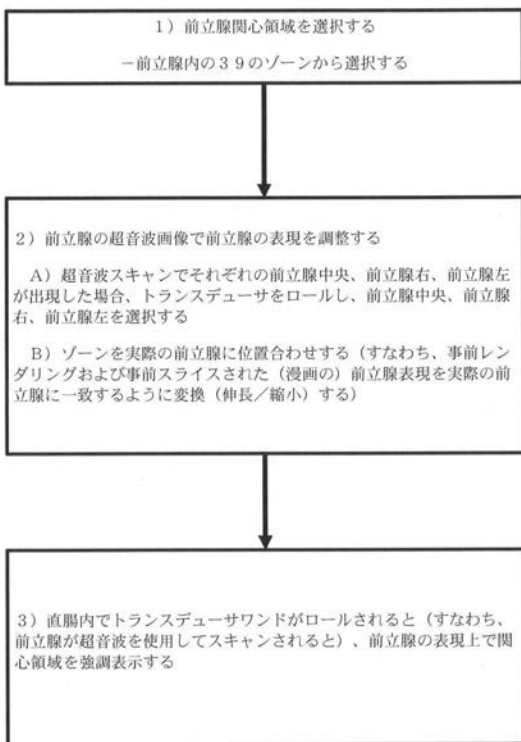 1）前立腺関心領域を選択する
－前立腺内の39のゾーンから選択する
2）前立腺の超音波画像で前立腺の表現を調整する
A）超音波スキャンでそれぞれの前立腺中央、前立腺右、前立腺左
が出現した場合、トランスデューサをロールし、前立腺中央、前立腺
右、前立腺左を選択する
B）ゾーンを実際の前立腺に位置合わせする（すなわち、事前レン
ダリングおよび事前スライスされた（漫画の）前立腺表現を実際の前
立腺に一致するように変換（伸長／縮小）する）
3）直腸内でトランスデューサワンドがロールされると（すなわち、
前立腺が超音波を使用してスキャンされると）、前立腺の表現上で関
心領域を強調表示する